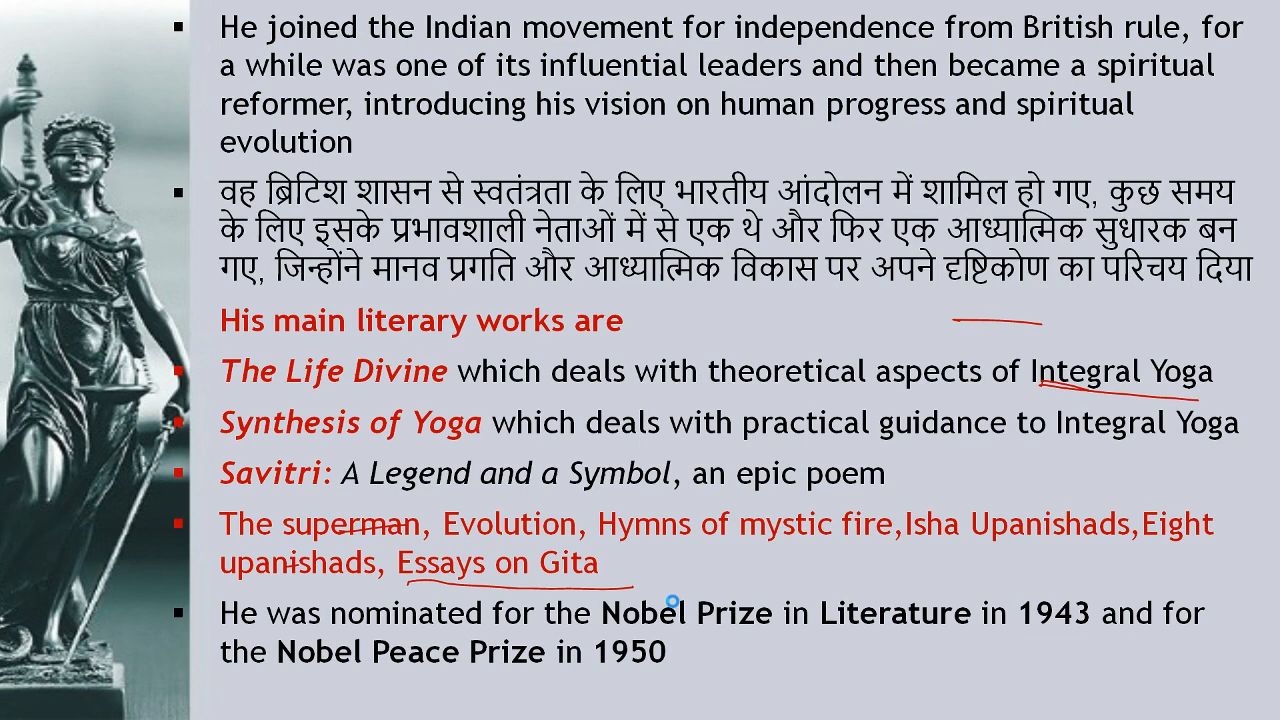 He joined the Indian movement for independence from British rule, for
a while was one of its influential leaders and then became a spiritual
reformer, introducing his vision on human progress and spiritual
evolution
वह ब्रिटिश शासन से स्वतंत्रता के लिए भारतीय आंदोलन में शामिल हो गए, कुछ समय
के लिए इसके प्रभावशाली नेताओं में से एक थे और फिर एक आध्यात्मिक सुधारक बन
गए, जिन्होंने मानव प्रगति और आध्यात्मिक विकास पर अपने दृष्टिकोण का परिचय दिया
His main literary works are
The Life Divine which deals with theoretical aspects of Integral Yoga
Synthesis of Yoga which deals with practical guidance to Integral Yoga
Savitri: A Legend and a Symbol, an epic poem
The superman, Evolution, Hymns of mystic fire,Isha Upanishads,Eight
upanishads, Essays on Gita
He was nominated for the Nobel Prize in Literature in 1943 and for
the Nobel Peace Prize in 1950